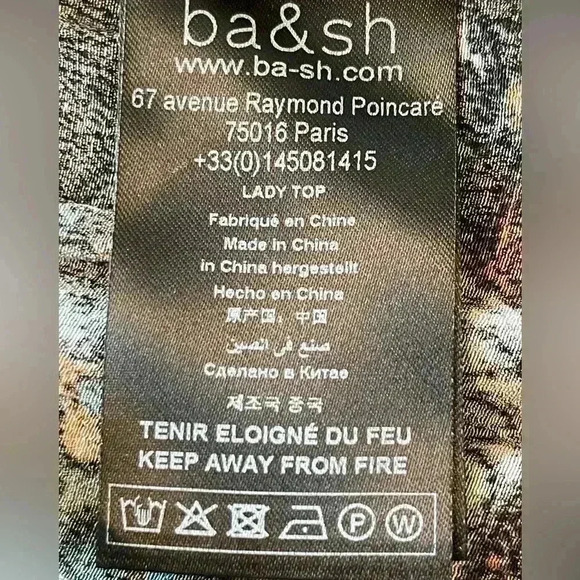 ba&sh
www.ba-sh.com
67 avenue Raymond Poincaré
75016 Paris
+33(0)145081415
LADY TOP
Fabriqué en Chine
Made in China
in China hergestellt
Hecho en China
原产国：中国
صنع في الصين
Сделано в Китае
제조국 중국
TENIR ELOIGNÉ DU FEU
KEEP AWAY FROM FIRE
P W